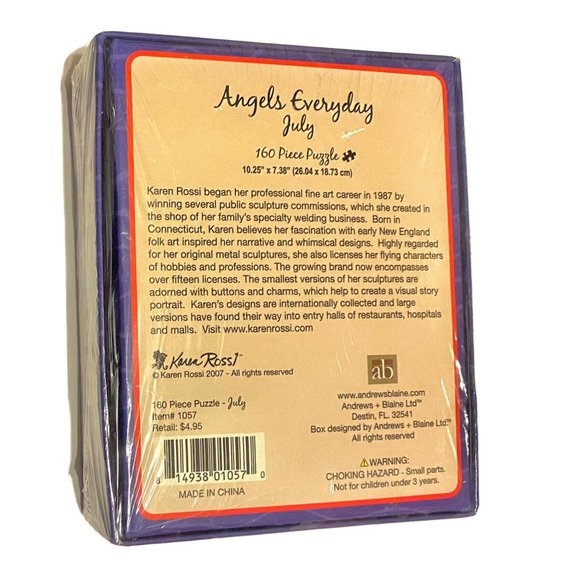 Angels Everyday
July
160 Piece Puzzle
10.25" x 7.38" (26.04 x 18.73 cm)
Karen Rossi began her professional fine art career in 1987 by
winning several public sculpture commissions, which she created in
the shop of her family's specialty welding business. Born in
Connecticut, Karen believes her fascination with early New England
folk art inspired her narrative and whimsical designs. Highly regarded
for her original metal sculptures, she also licenses her flying characters
of hobbies and professions. The growing brand now encompasses
over fifteen licenses. The smallest versions of her sculptures are
adorned with buttons and charms, which help to create a visual story
portrait. Karen's designs are internationally collected and large
versions have found their way into entry halls of restaurants, hospitals
and malls. Visit www.karenrossi.com
Karen Rossi™
© Karen Rossi 2007 - All rights reserved
160 Piece Puzzle - July
Item# 1057
Retail: $4.95
8 14938 01057 0
MADE IN CHINA
ab
www.andrewsblaine.com
Andrews + Blaine Ltd™
Destin, FL. 32541
Box designed by Andrews + Blaine Ltd™
All rights reserved
⚠WARNING:
CHOKING HAZARD - Small parts.
Not for children under 3 years.